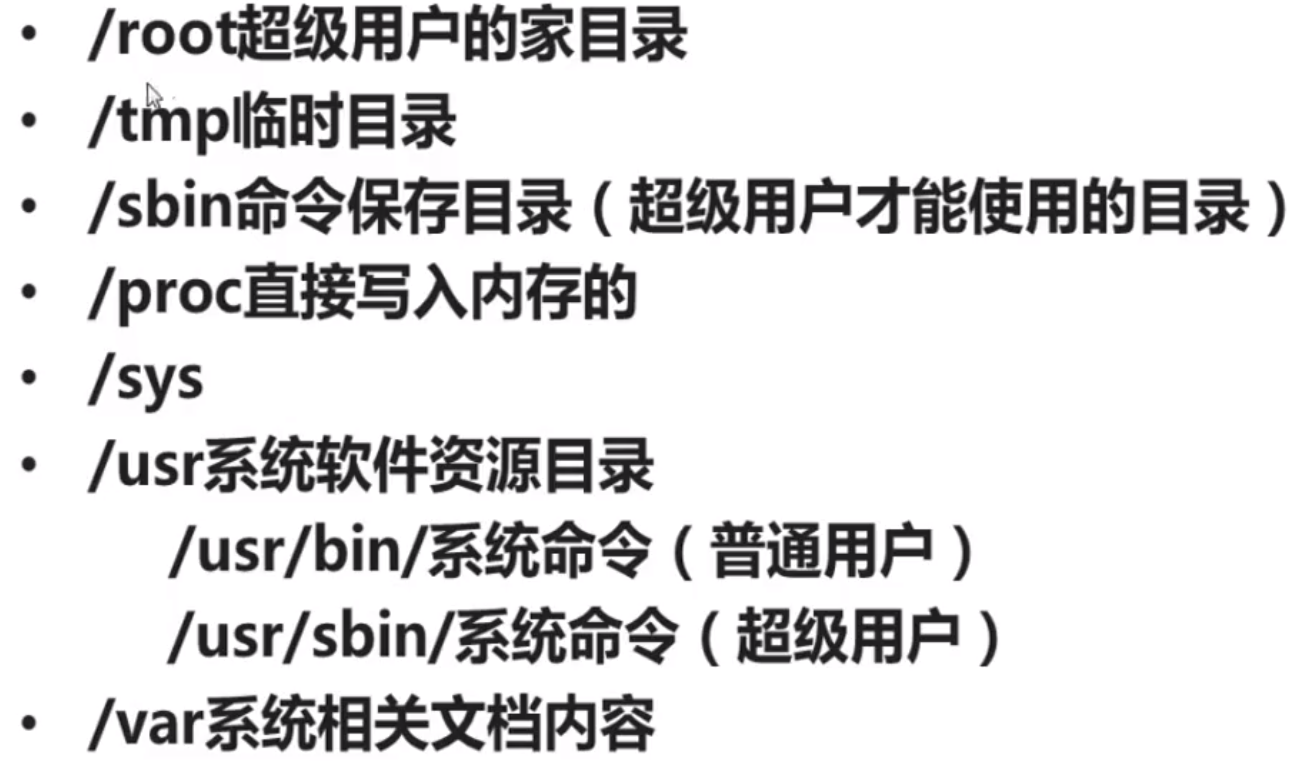 • /root超级用户的家目录
• /tmp临时目录
• /sbin命令保存目录（超级用户才能使用的目录）
• /proc直接写入内存的
• /sys
• /usr系统软件资源目录
/usr/bin/系统命令（普通用户）
/usr/sbin/系统命令（超级用户）
• /var系统相关文档内容